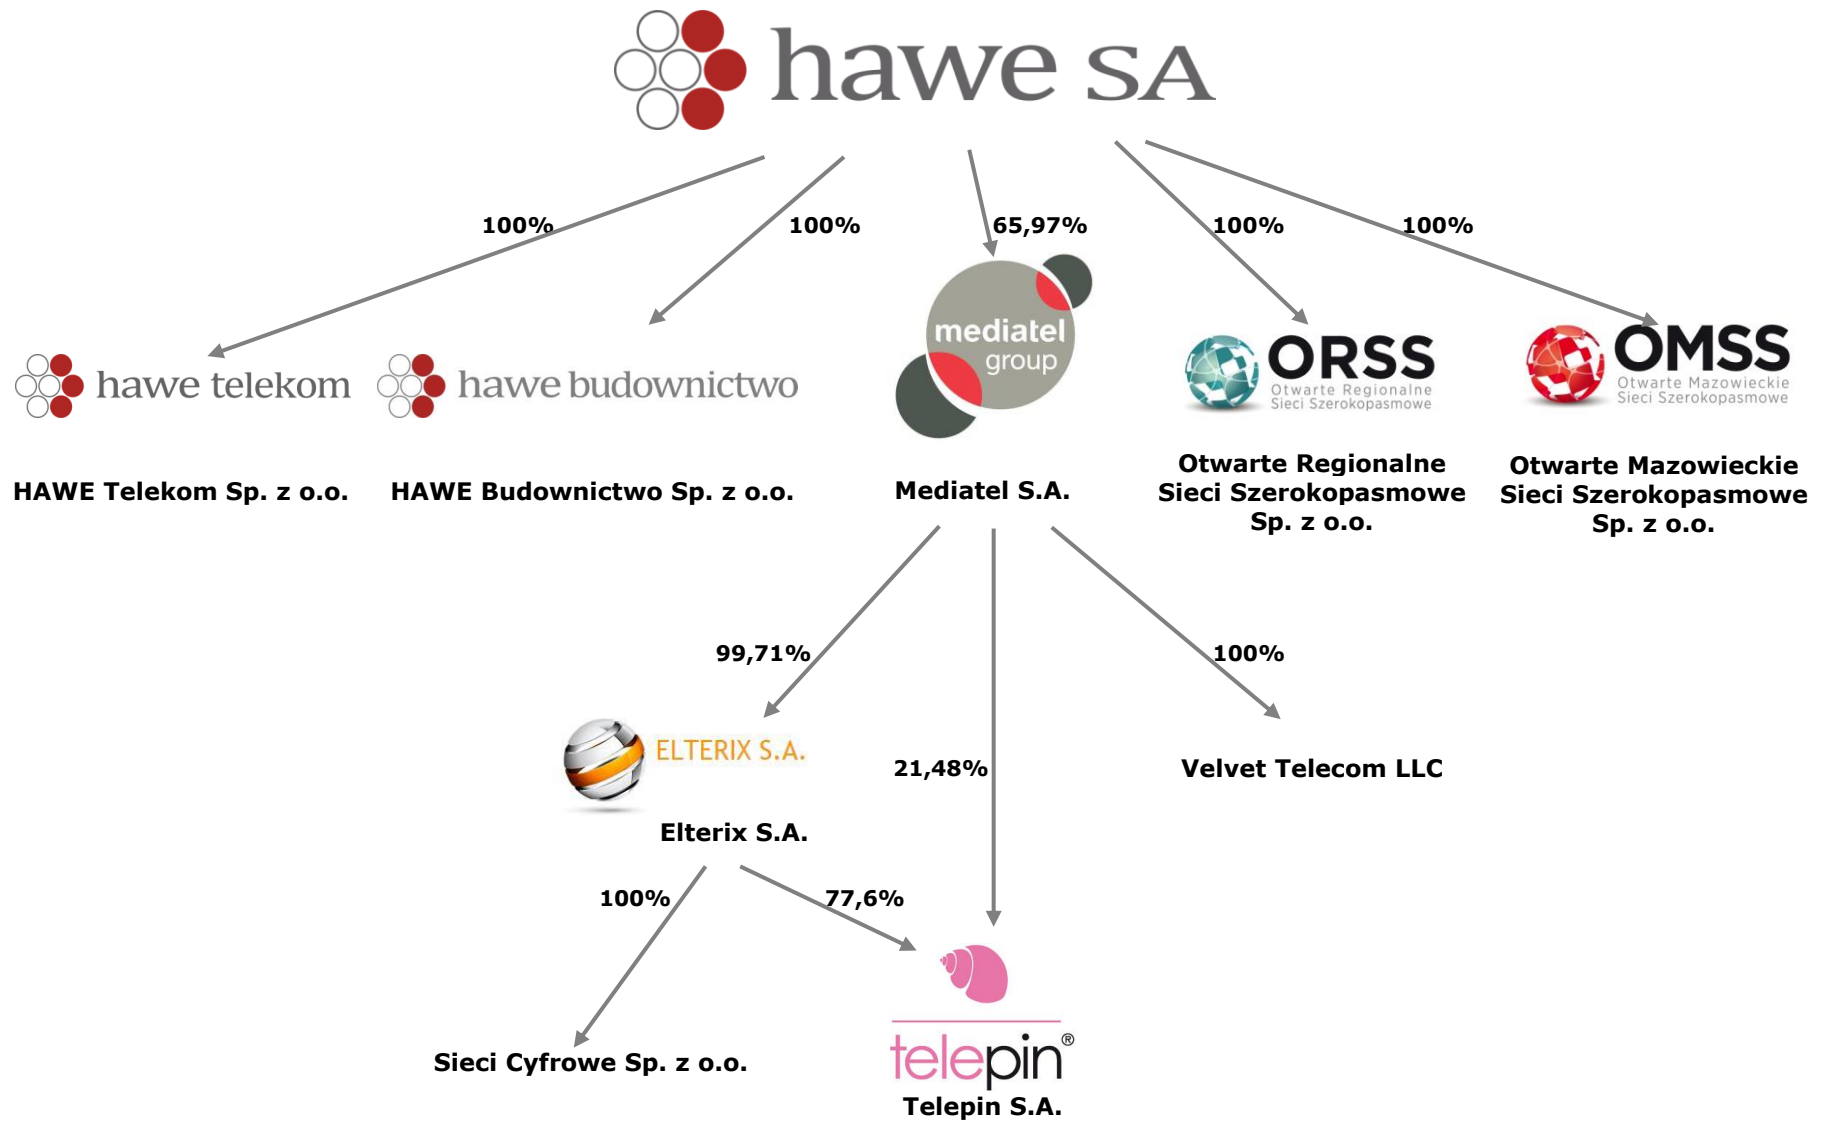 hawe SA
100%
100%
65,97%
100%
100%
hawe telekom
hawe budownictwo
mediatel
group
ORSS
Otwarte Regionalne
Sieci Szerokopasmowe
OMSS
Otwarte Mazowieckie
Sieci Szerokopasmowe
HAWE Telekom Sp. z o.o.
HAWE Budownictwo Sp. z o.o.
Mediatel S.A.
Otwarte Regionalne
Sieci Szerokopasmowe
Sp. z o.o.
Otwarte Mazowieckie
Sieci Szerokopasmowe
Sp. z o.o.
99,71%
100%
ELTERIX S.A.
21,48%
Velvet Telecom LLC
Elterix S.A.
100%
77,6%
Sieci Cyfrowe Sp. z o.o.
telepin®
Telepin S.A.